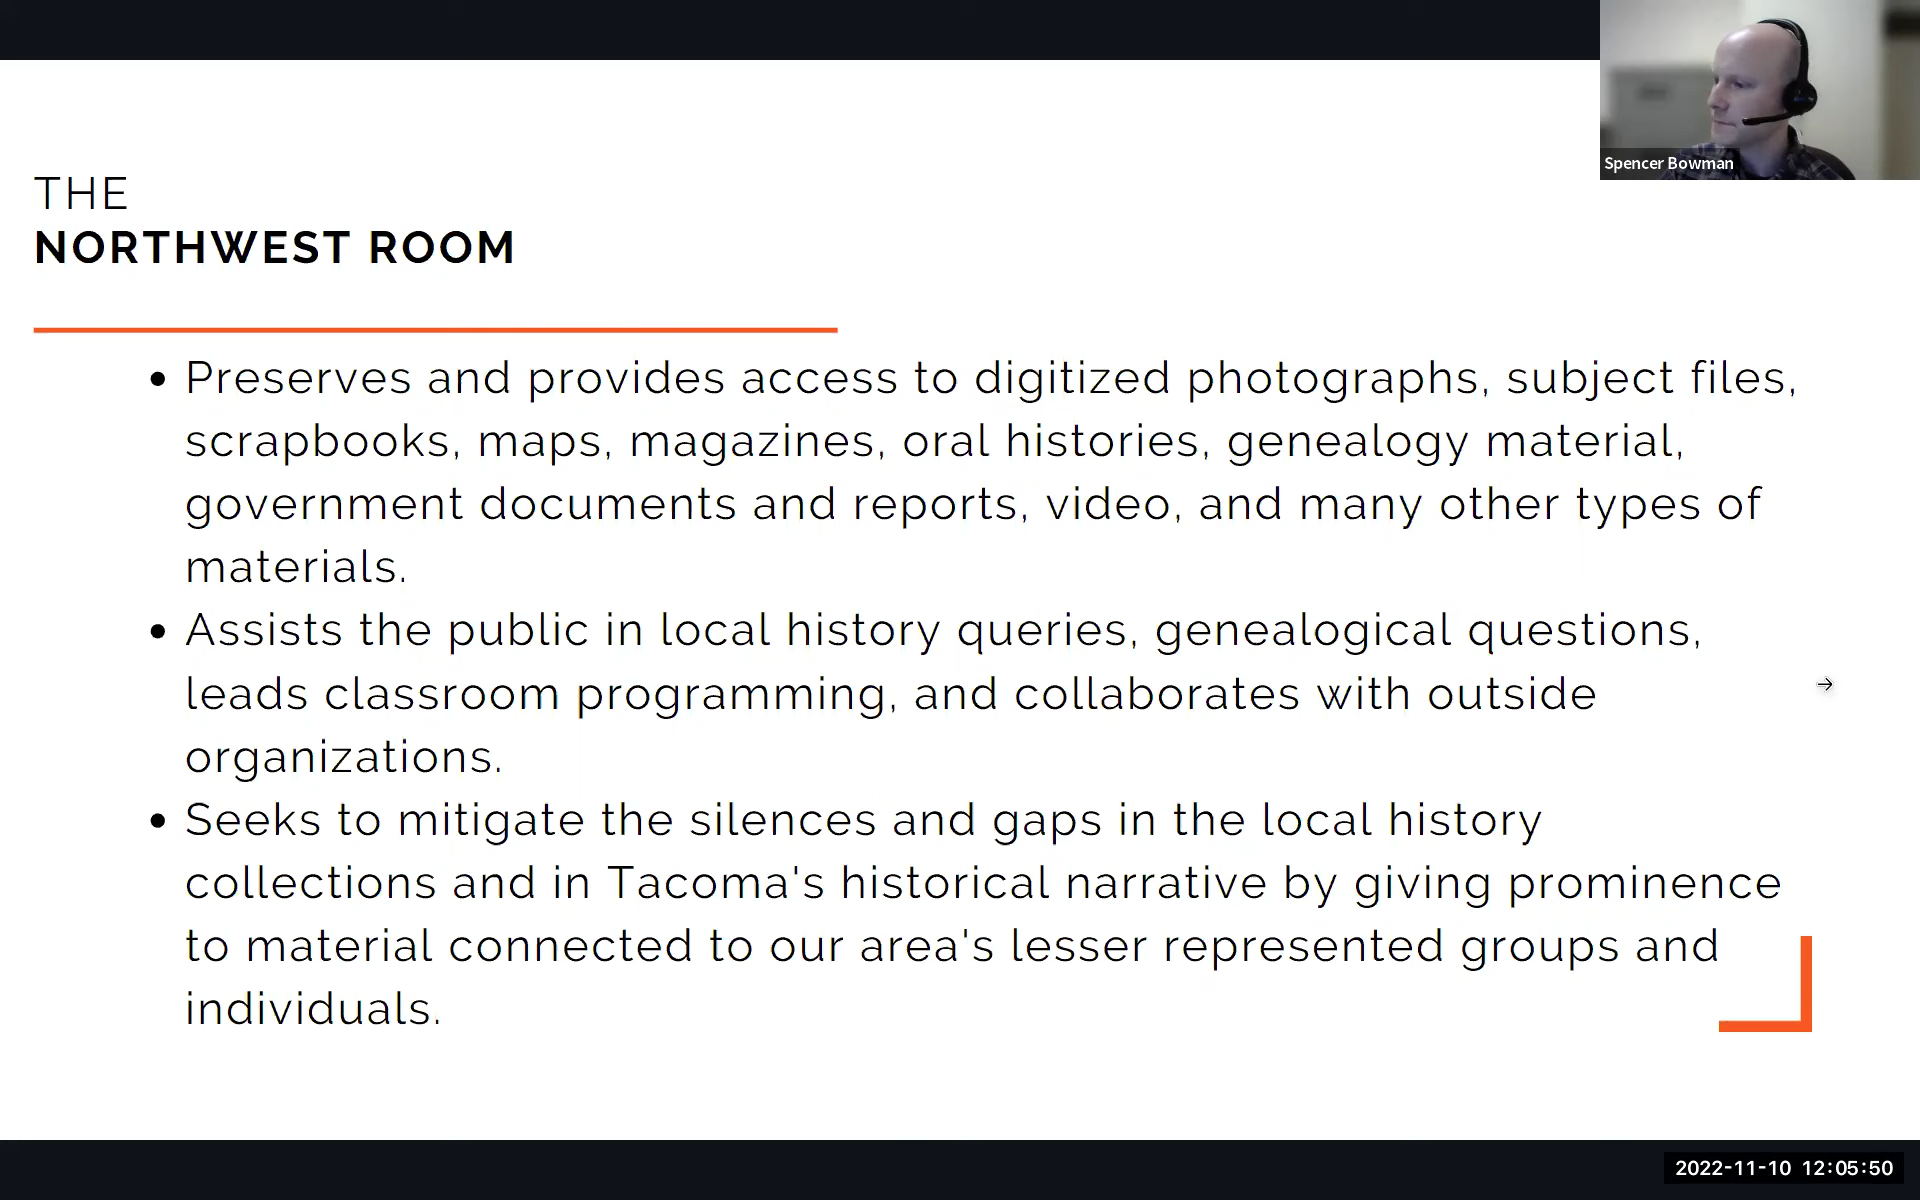 Spencer Bowman
THE
NORTHWEST ROOM
• Preserves and provides access to digitized photographs, subject files,
scrapbooks, maps, magazines, oral histories, genealogy material,
government documents and reports, video, and many other types of
materials.
• Assists the public in local history queries, genealogical questions,
leads classroom programming, and collaborates with outside
organizations.
• Seeks to mitigate the silences and gaps in the local history
collections and in Tacoma's historical narrative by giving prominence
to material connected to our area's lesser represented groups and
individuals.
2022-11-10 12:05:50